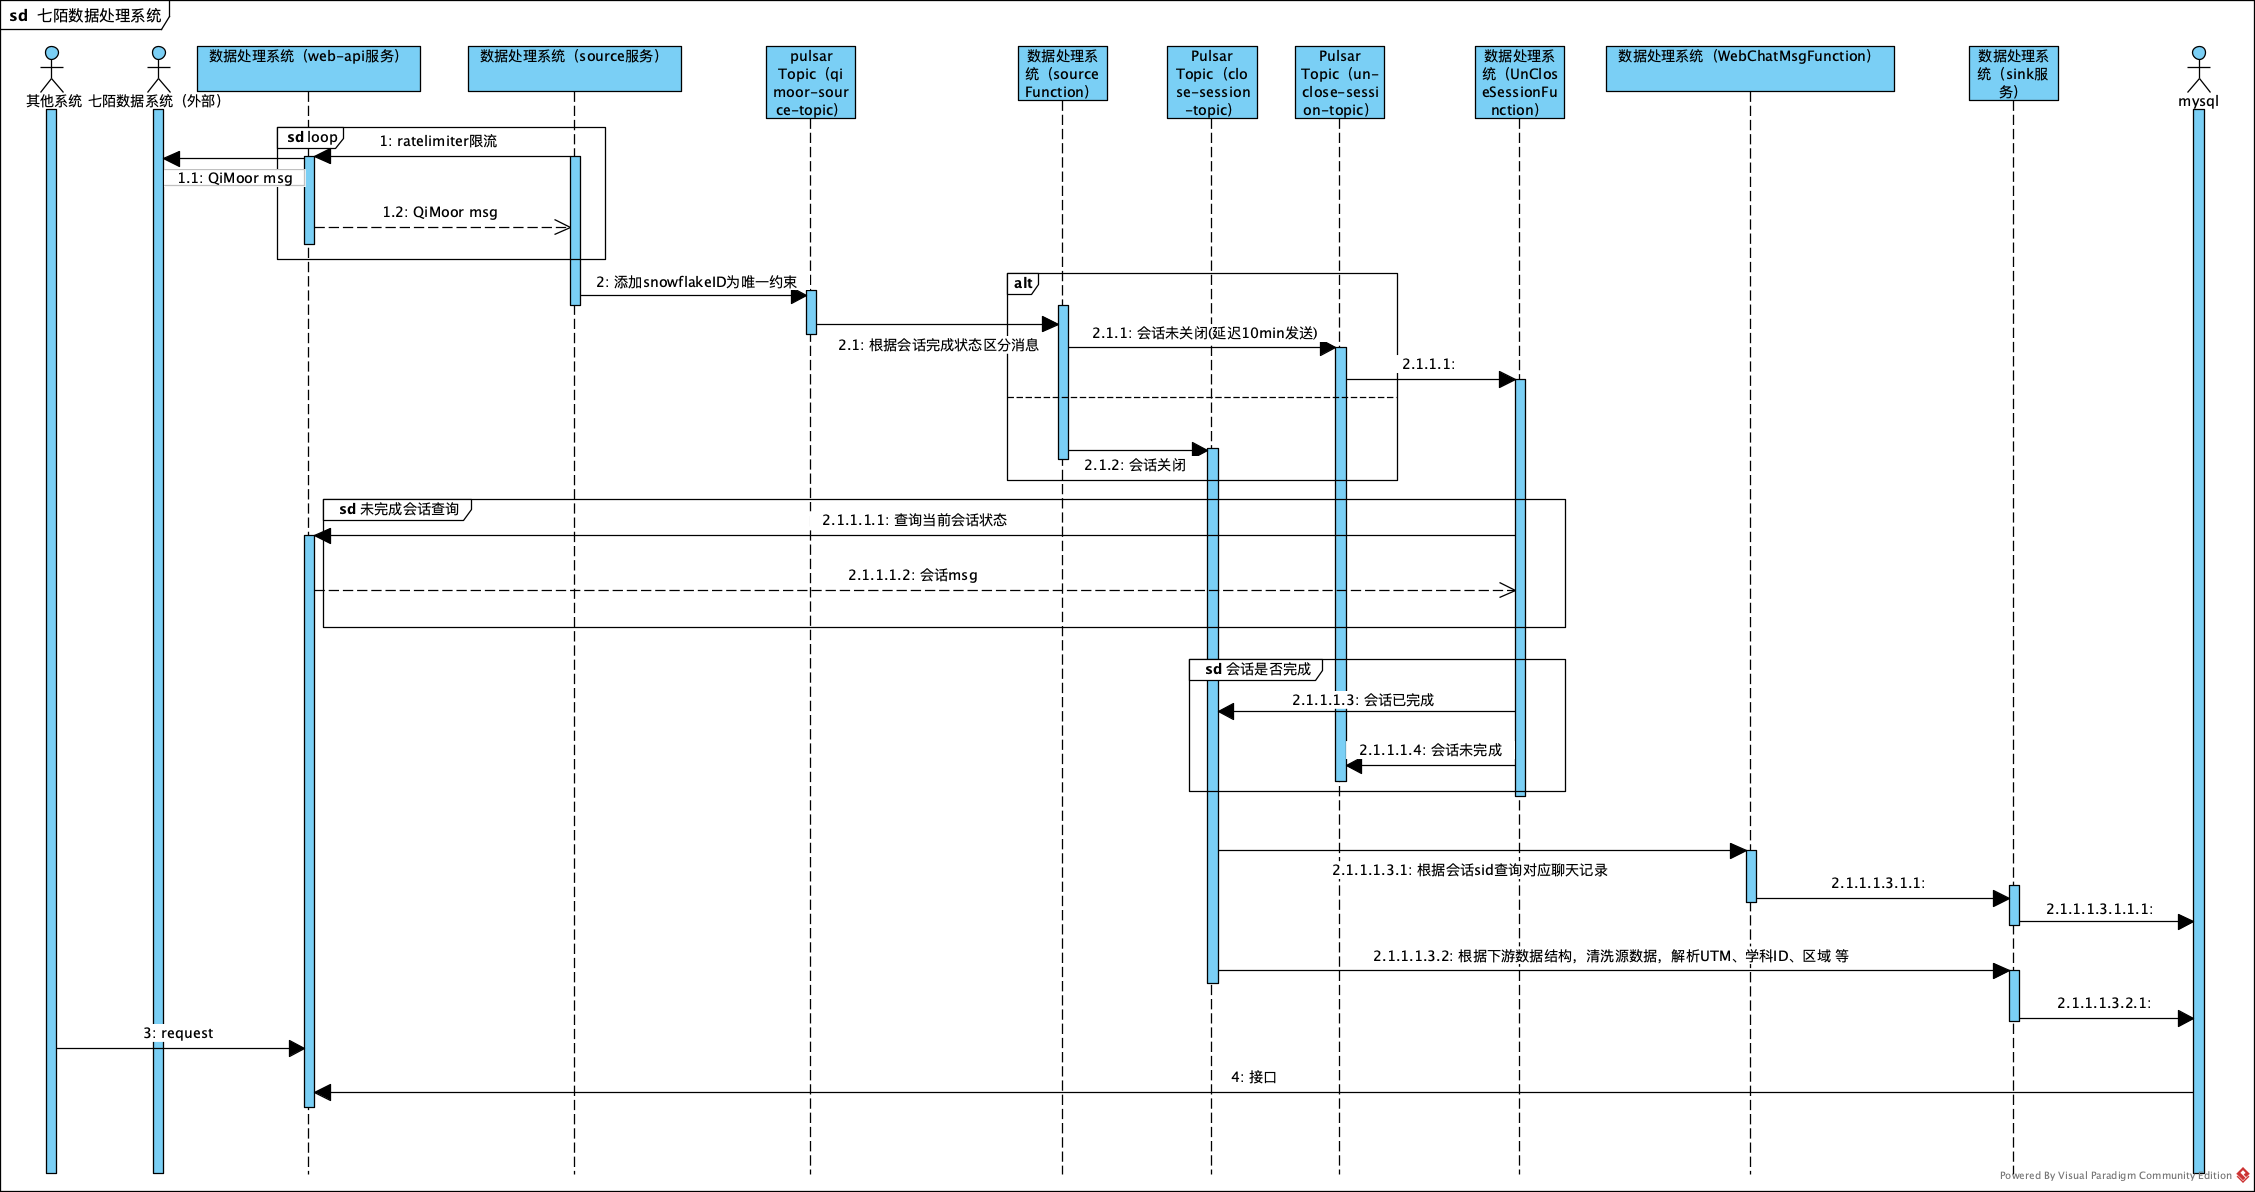 sd 七陌数据处理系统
其他系统
七陌数据系统（外部）
数据处理系统（web-api服务）
数据处理系统（source服务）
pulsar
Topic（qi
moor-sour
ce-topic）
数据处理系
统（source
Function）
Pulsar
Topic（clo
se-session
-topic）
Pulsar
Topic（un-
close-sessi
on-topic）
数据处理系
统（UnClos
eSessionFu
nction）
数据处理系统（WebChatMsgFunction）
数据处理系
统（sink服
务）
mysql
sd loop
1: ratelimiter限流
1.1: QiMoor msg
1.2: QiMoor msg
2: 添加snowflakeID为唯一约束
alt
2.1: 根据会话完成状态区分消息
2.1.1: 会话未关闭(延迟10min发送)
2.1.1.1:
2.1.2: 会话关闭
sd 未完成会话查询
2.1.1.1.1: 查询当前会话状态
2.1.1.1.2: 会话msg
sd 会话是否完成
2.1.1.1.3: 会话已完成
2.1.1.1.4: 会话未完成
2.1.1.1.3.1: 根据会话sid查询对应聊天记录
2.1.1.1.3.1.1:
2.1.1.1.3.1.1.1:
2.1.1.1.3.2: 根据下游数据结构，清洗源数据，解析UTM、学科ID、区域 等
2.1.1.1.3.2.1:
3: request
4: 接口
Powered By Visual Paradigm Community Edition